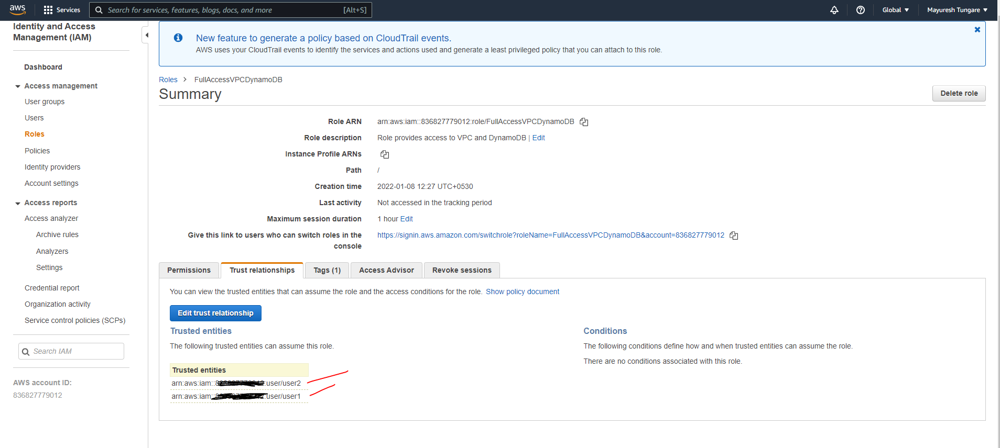 aws
Services
Search for services, features, blogs, docs, and more
[Alt+S]
Global
Mayuresh Tungare
Identity and Access
Management (IAM)
Dashboard
Access management
User groups
Users
Roles
Policies
Identity providers
Account settings
Access reports
Access analyzer
Archive rules
Analyzers
Settings
Credential report
Organization activity
Service control policies (SCPs)
Search IAM
AWS account ID:
836827779012
New feature to generate a policy based on CloudTrail events.
AWS uses your CloudTrail events to identify the services and actions used and generate a least privileged policy that you can attach to this role.
Roles > FullAccessVPCDynamoDB
Summary
Delete role
Role ARN arn:aws:iam::836827779012:role/FullAccessVPCDynamoDB
Role description Role provides access to VPC and DynamoDB | Edit
Instance Profile ARNs
Path /
Creation time 2022-01-08 12:27 UTC+0530
Last activity Not accessed in the tracking period
Maximum session duration 1 hour Edit
Give this link to users who can switch roles in the
console
https://signin.aws.amazon.com/switchrole?roleName=FullAccessVPCDynamoDB&account=836827779012
Permissions
Trust relationships
Tags (1)
Access Advisor
Revoke sessions
You can view the trusted entities that can assume the role and the access conditions for the role. Show policy document
Edit trust relationship
Trusted entities
The following trusted entities can assume this role.
Trusted entities
arn:aws:iam:: :user/user2
arn:aws:iam: :user/user1
Conditions
The following conditions define how and when trusted entities can assume the role.
There are no conditions associated with this role.